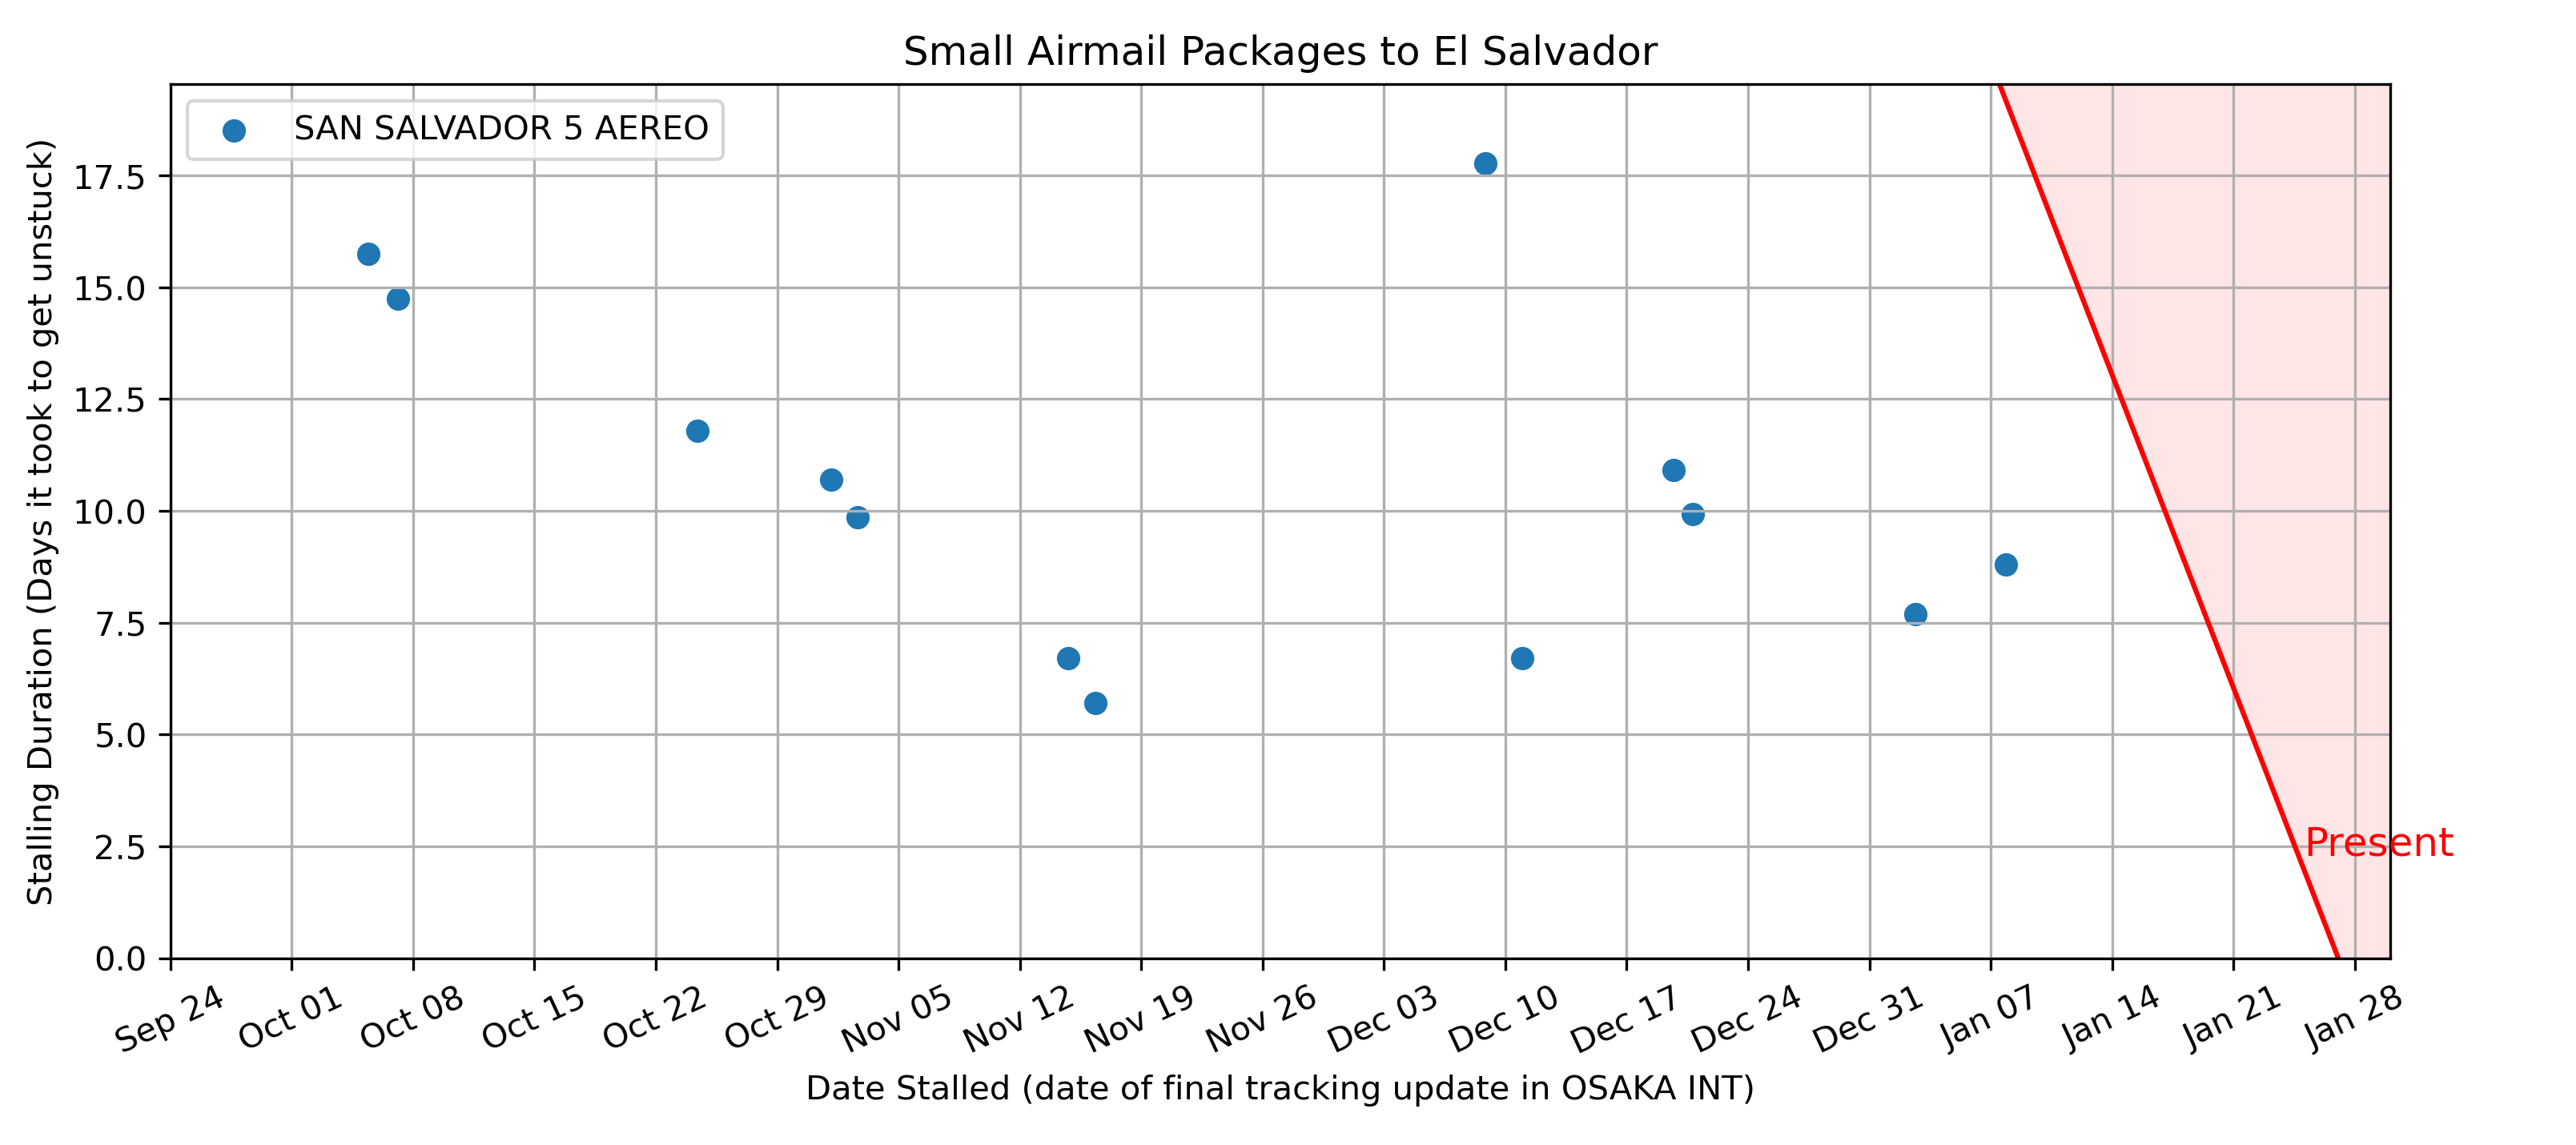 Small Airmail Packages to El Salvador
SAN SALVADOR 5 AEREO
Stalling Duration (Days it took to get unstuck)
17.5
15.0
12.5
10.0
7.5
5.0
2.5
0.0
Present
Sep 24 Oct 01 Oct 08 Oct 15 Oct 22 Oct 29 Nov 05 Nov 12 Nov 19 Nov 26 Dec 03 Dec 10 Dec 17 Dec 24 Dec 31 Jan 07 Jan 14 Jan 21 Jan 28
Date Stalled (date of final tracking update in OSAKA INT)